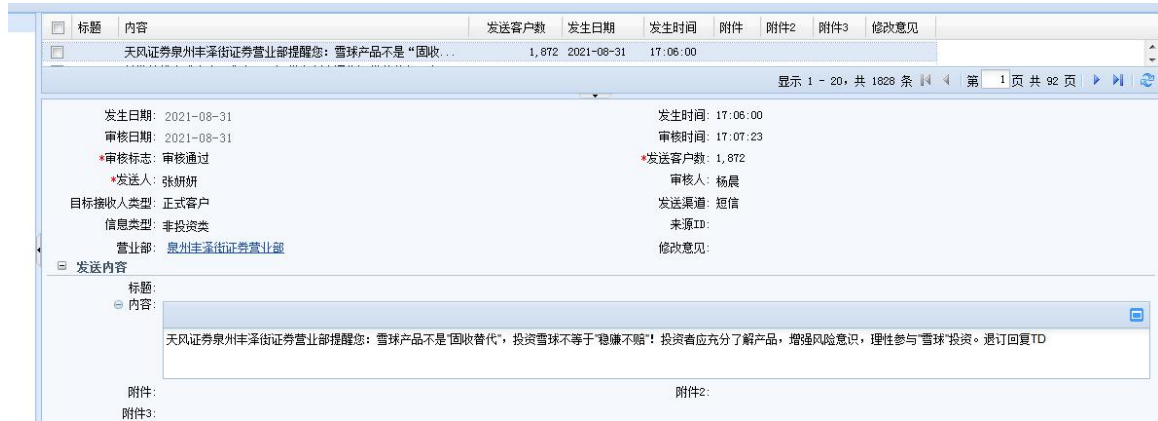 标题 内容 发送客户数 发生日期 发生时间 附件 附件2 附件3 修改意见
天风证券泉州丰泽街证券营业部提醒您：雪球产品不是“固收... 1,872 2021-08-31 17:06:00
显示 1 - 20，共 1828 条 第 1 页 共 92 页
发生日期: 2021-08-31 发生时间: 17:06:00
审核日期: 2021-08-31 审核时间: 17:07:23
*审核标志: 审核通过 *发送客户数: 1,872
*发送人: 张妍妍 审核人: 杨晨
目标接收人类型: 正式客户 发送渠道: 短信
信息类型: 非投资类 来源ID:
营业部: 泉州丰泽街证券营业部 修改意见:
发送内容
标题:
内容:
天风证券泉州丰泽街证券营业部提醒您：雪球产品不是"固收替代"，投资雪球不等于"稳赚不赔"！投资者应充分了解产品，增强风险意识，理性参与"雪球"投资。退订回复TD
附件: 附件2:
附件3: